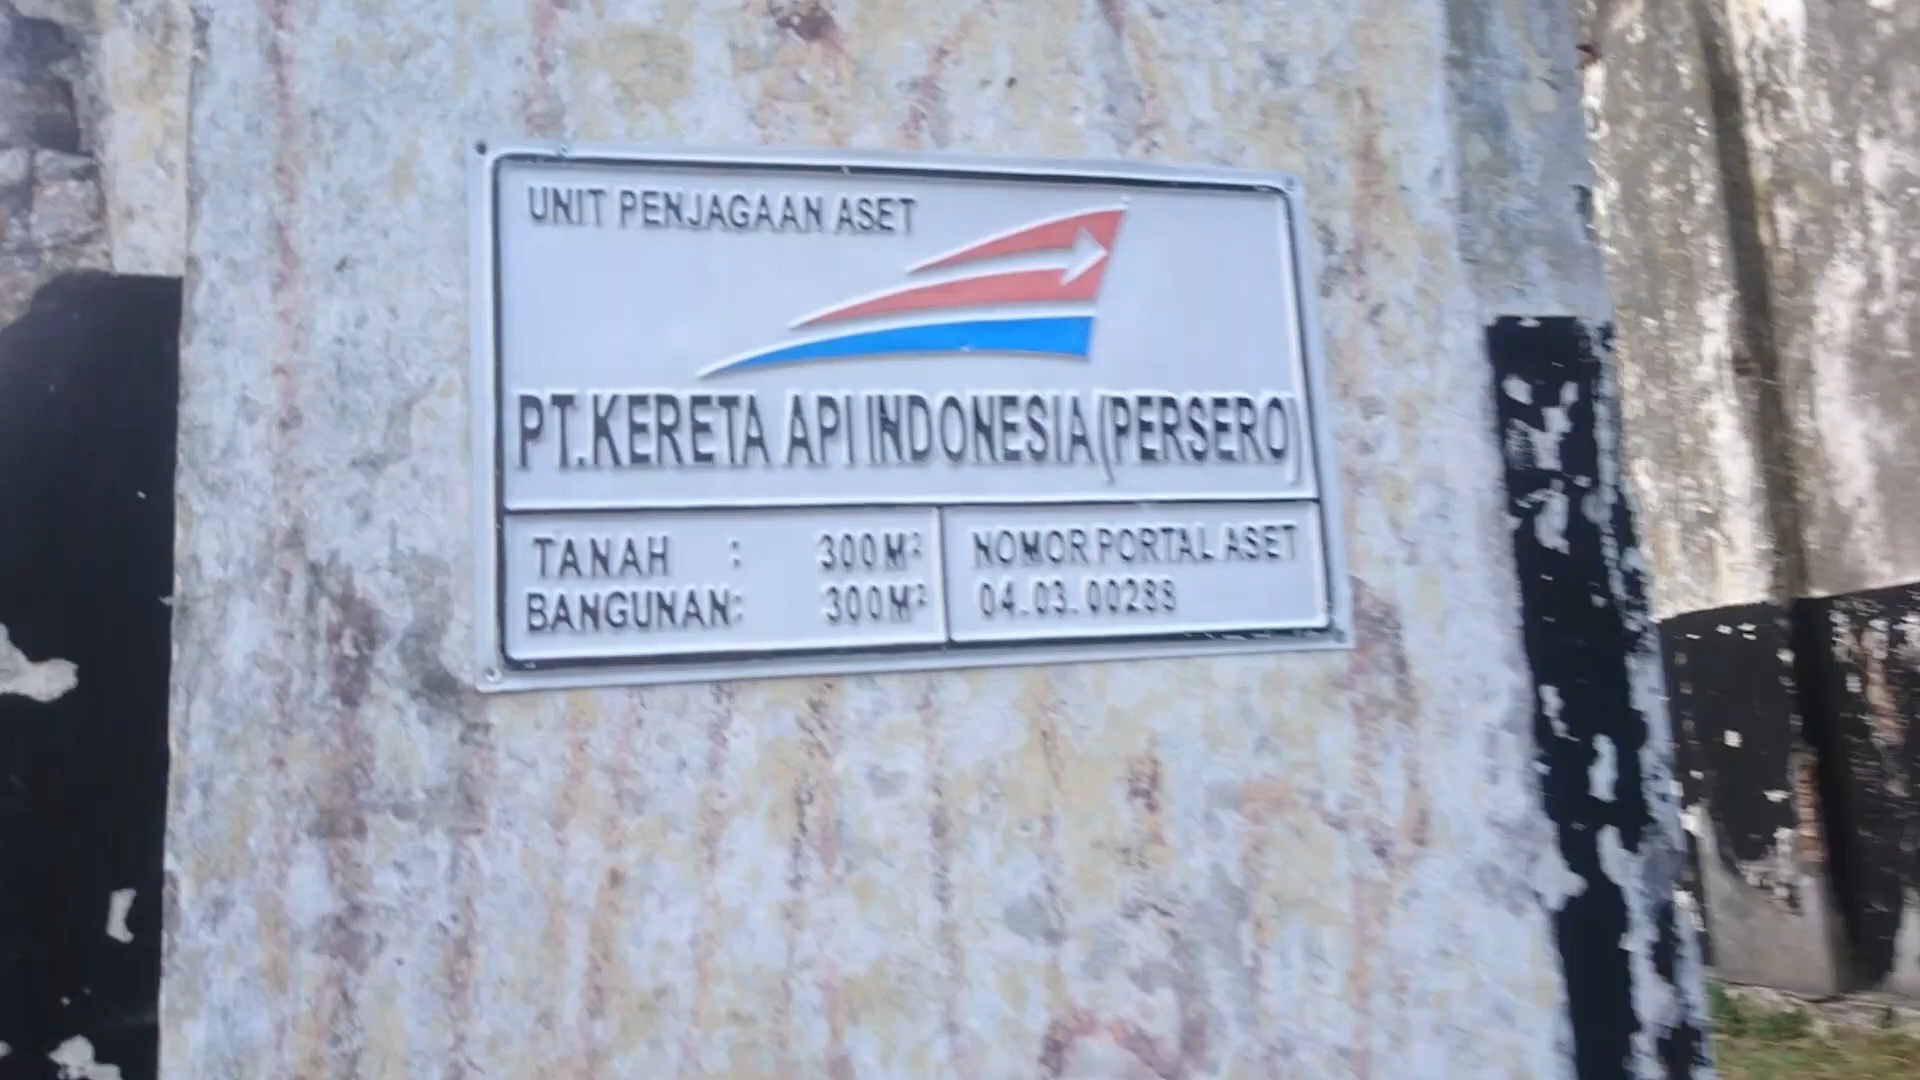 UNIT PENJAGAAN ASET
PT.KERETA API INDONESIA (PERSERO)
TANAH : 300M²
BANGUNAN: 300M²
NOMOR PORTAL ASET
04.03.00288